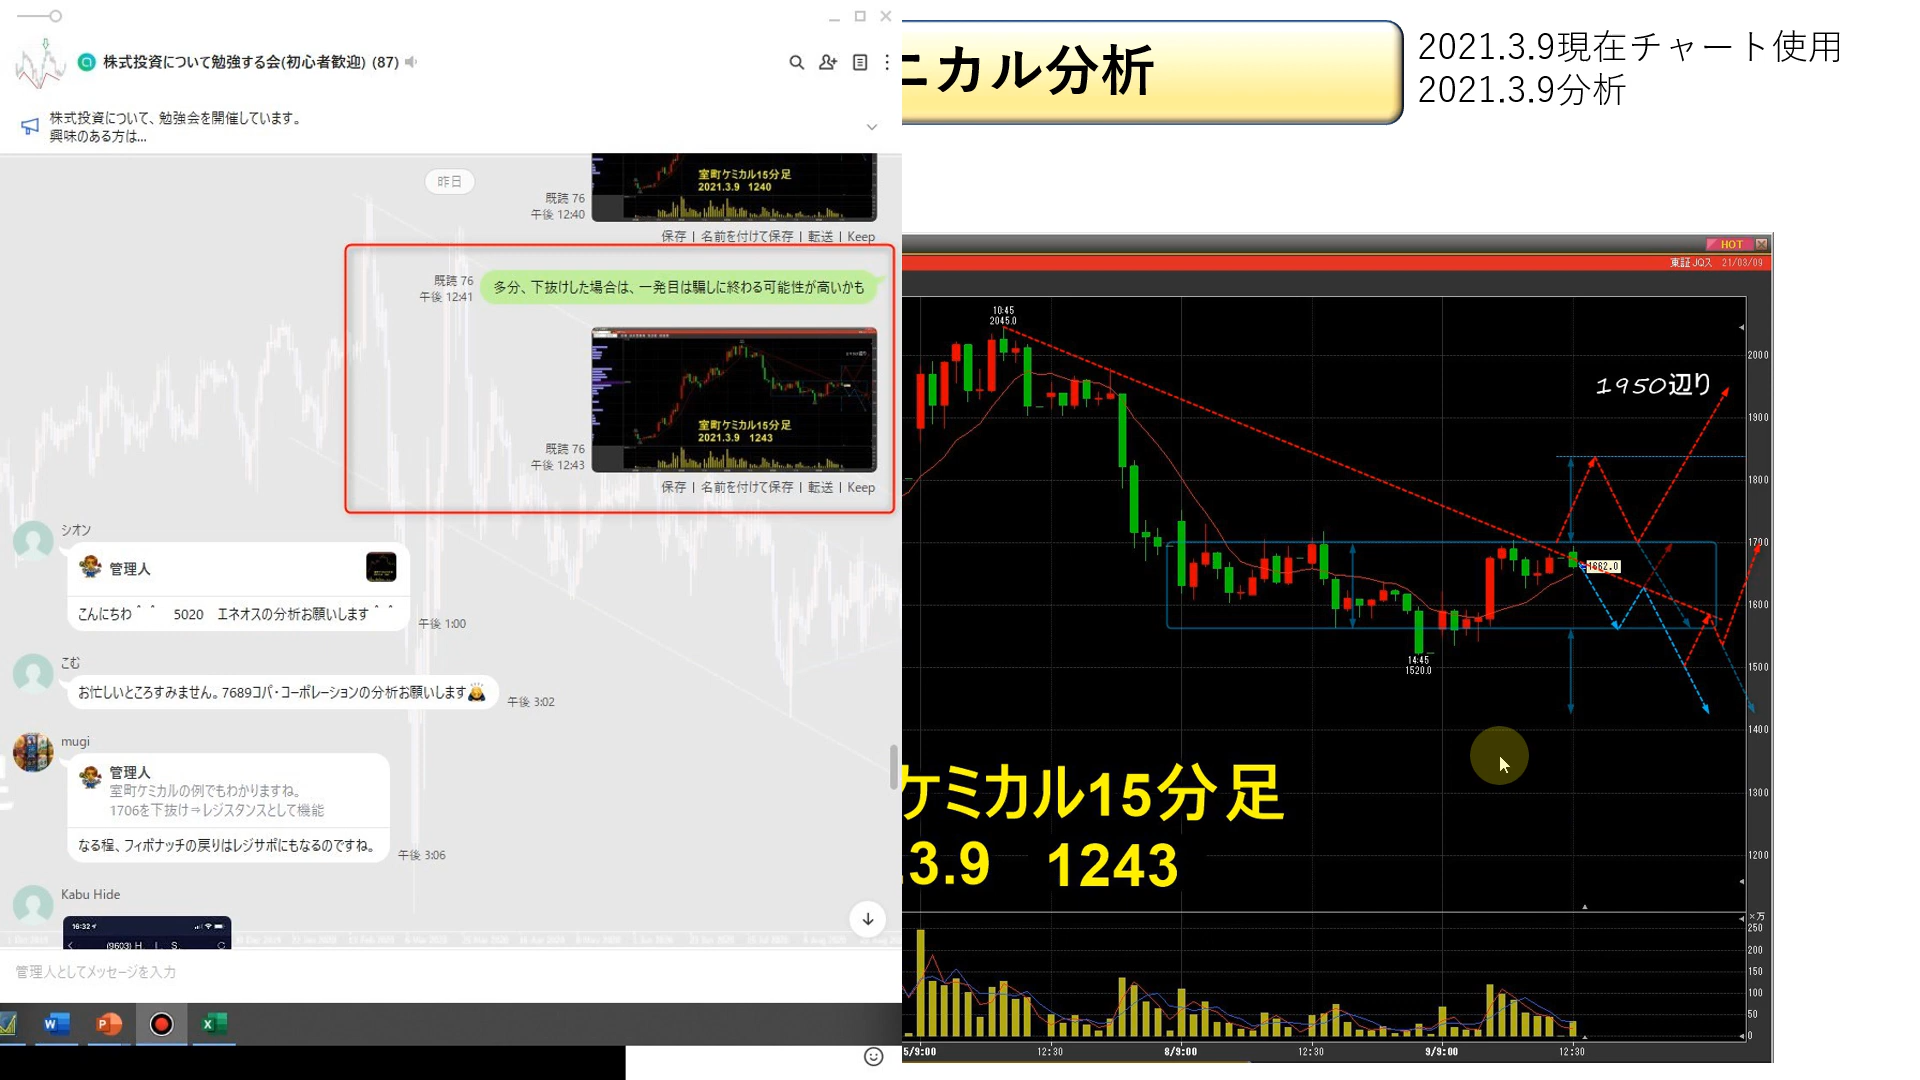 株式投資について勉強する会(初心者歓迎) (87)
株式投資について、勉強会を開催しています。
興味のある方は...
昨日
室町ケミカル15分足
2021.3.9 1240
既読 76
午後 12:40
保存 | 名前を付けて保存 | 転送 | Keep
既読 76
午後 12:41
多分、下抜けした場合は、一発目は騙しに終わる可能性が高いかも
室町ケミカル15分足
2021.3.9 1243
既読 76
午後 12:43
保存 | 名前を付けて保存 | 転送 | Keep
シオン
管理人
こんにちわ＾＾ 5020 エネオスの分析お願いします＾＾
午後 1:00
こむ
お忙しいところすみません。7689コパ・コーポレーションの分析お願いします
午後 3:02
mugi
管理人
室町ケミカルの例でもわかりますね。
1706を下抜け⇒レジスタンスとして機能
なる程、フィボナッチの戻りはレジサポにもなるのですね。
午後 3:06
Kabu Hide
16:32
(9603) H. I. S.
管理人としてメッセージを入力
ニカル分析
2021.3.9現在チャート使用
2021.3.9分析
HOT
東証JQス 21/03/09
10:45
2045.0
1950辺り
1662.0
14:45
1520.0
2000
1900
1800
1700
1600
1500
1400
1300
1200
ケミカル15分足
.3.9 1243
×万
250
200
150
100
50
0
5/9:00 12:30 8/9:00 12:30 9/9:00 12:30